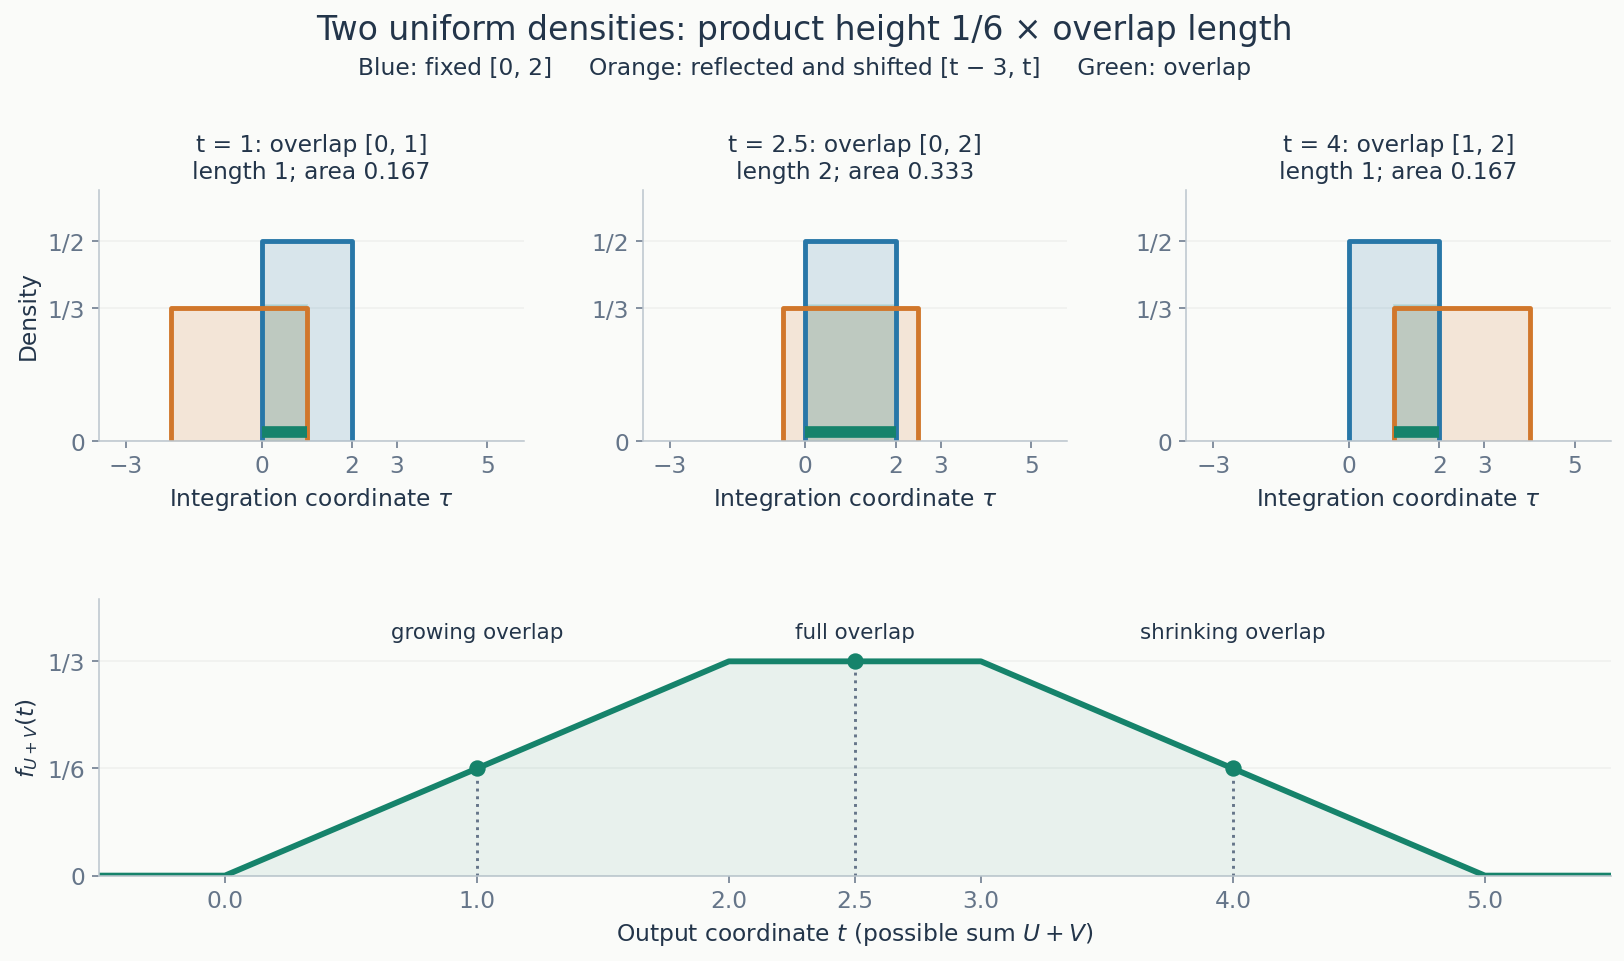 Two uniform densities: product height 1/6 × overlap length
Blue: fixed [0, 2]     Orange: reflected and shifted [t − 3, t]     Green: overlap
t = 1: overlap [0, 1]
length 1; area 0.167
t = 2.5: overlap [0, 2]
length 2; area 0.333
t = 4: overlap [1, 2]
length 1; area 0.167
Density
1/2
1/3
0
−3 0 2 3 5
Integration coordinate τ
1/2
1/3
0
−3 0 2 3 5
Integration coordinate τ
1/2
1/3
0
−3 0 2 3 5
Integration coordinate τ
growing overlap
full overlap
shrinking overlap
f_{U+V}(t)
1/3
1/6
0
0.0 1.0 2.0 2.5 3.0 4.0 5.0
Output coordinate t (possible sum U + V)